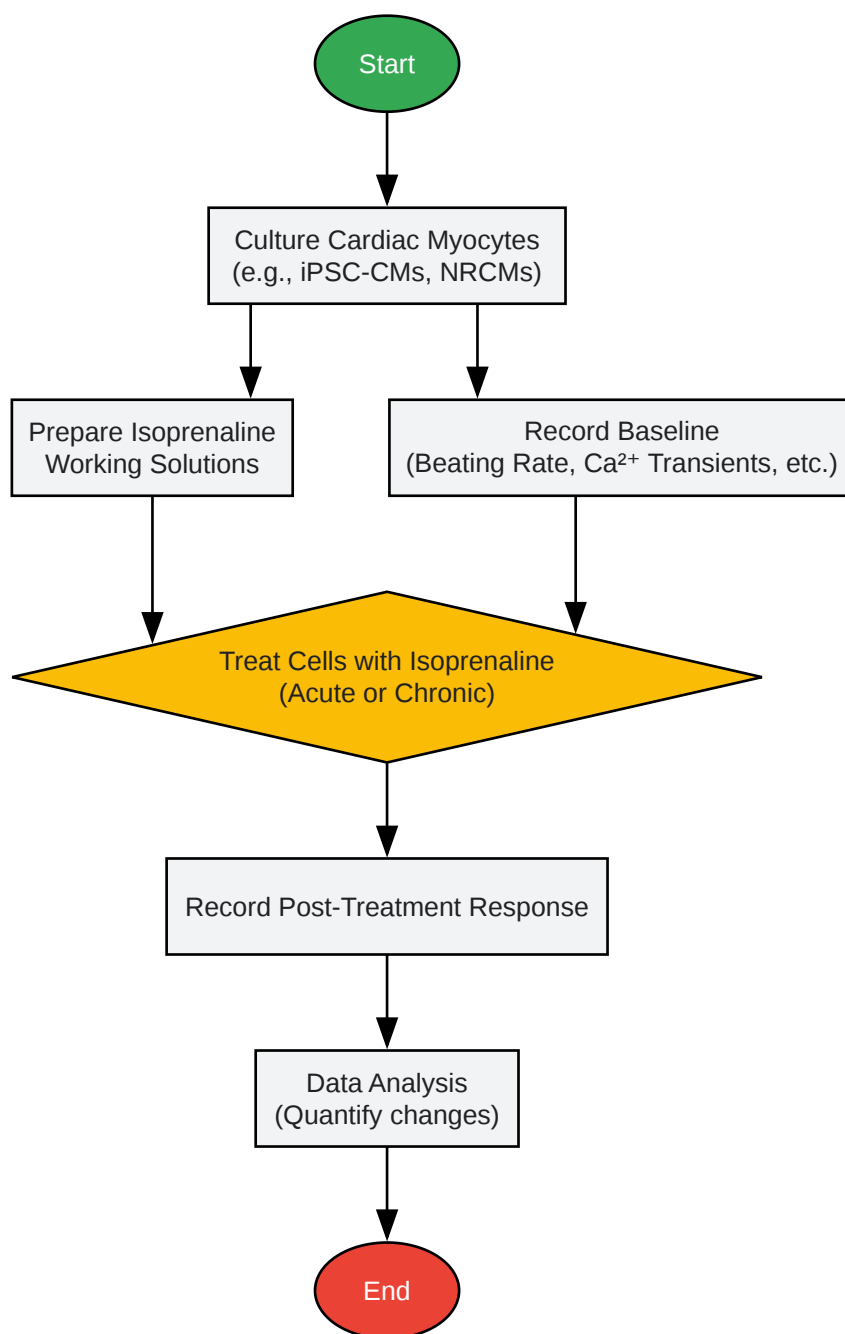 Start
Culture Cardiac Myocytes
(e.g., iPSC-CMs, NRCMs)
Prepare Isoprenaline
Working Solutions
Record Baseline
(Beating Rate, Ca²⁺ Transients, etc.)
Treat Cells with Isoprenaline
(Acute or Chronic)
Record Post-Treatment Response
Data Analysis
(Quantify changes)
End